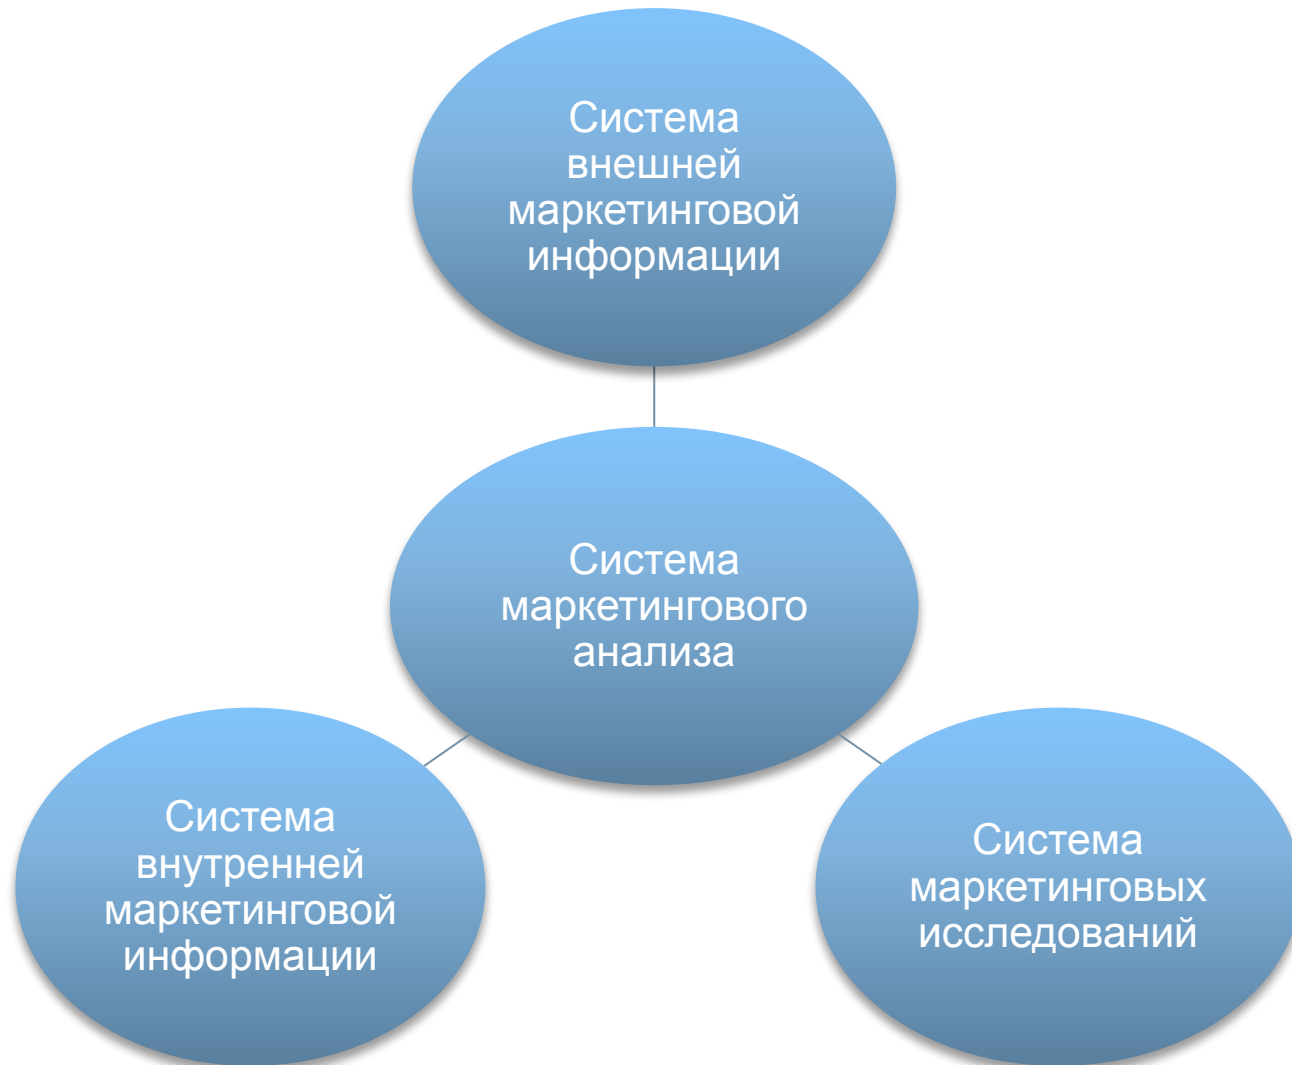 Система
внешней
маркетинговой
информации
Система
маркетингового
анализа
Система
внутренней
маркетинговой
информации
Система
маркетинговых
исследований